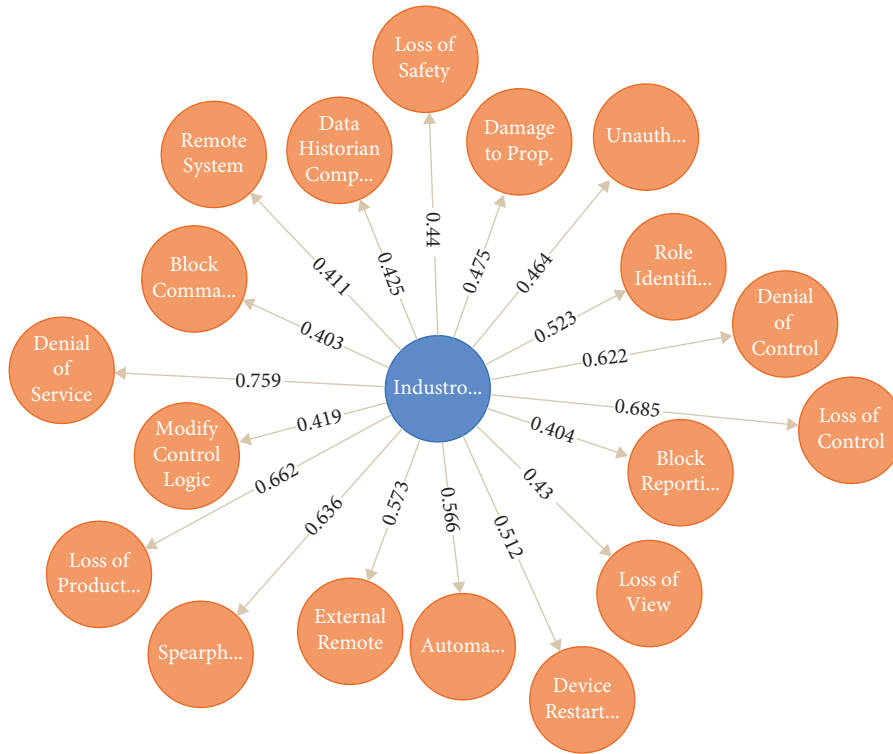 Loss of
Safety
Data
Historian
Comp...
Damage
to Prop.
Unauth...
Remote
System
0.44
0.475
0.464
0.425
0.411
Role
Identifi...
Block
Comma...
0.523
Denial
of
Control
0.403
0.622
Denial
of
Service
0.759
Industro...
0.685
Loss of
Control
0.419
0.404
Modify
Control
Logic
Block
Reporti...
0.662
0.43
0.636
0.573
0.566
0.512
Loss of
Product...
Loss of
View
External
Remote
Automa...
Spearph...
Device
Restart...